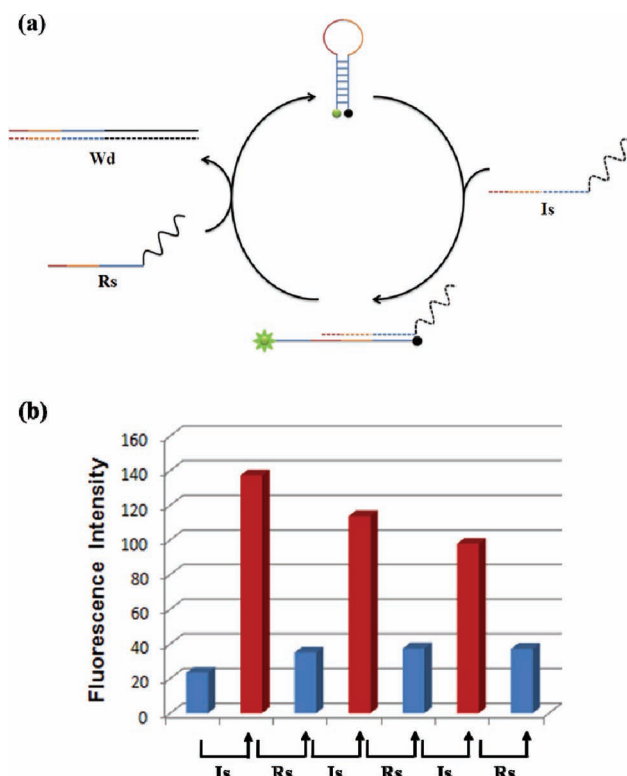 (a)
Wd
Is
Rs
(b)
Fluorescence Intensity
160
140
120
100
80
60
40
20
0
Is Rs Is Rs Is Rs